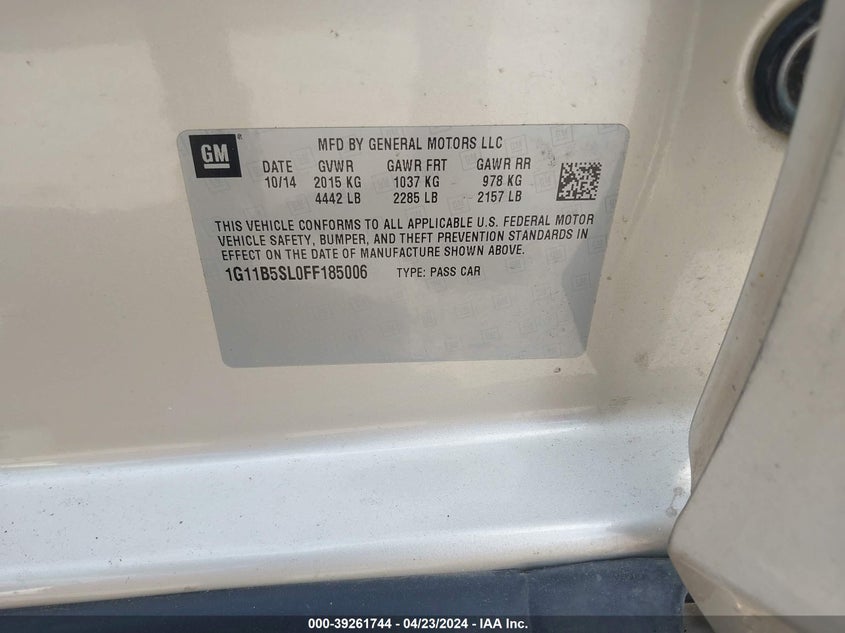 GM
MFD BY GENERAL MOTORS LLC
DATE GVWR GAWR FRT GAWR RR
10/14 2015 KG 1037 KG 978 KG
4442 LB 2285 LB 2157 LB
THIS VEHICLE CONFORMS TO ALL APPLICABLE U.S. FEDERAL MOTOR
VEHICLE SAFETY, BUMPER, AND THEFT PREVENTION STANDARDS IN
EFFECT ON THE DATE OF MANUFACTURE SHOWN ABOVE.
1G11B5SL0FF185006 TYPE: PASS CAR
000-39261744 / 04/23/2024 - IAA Inc.